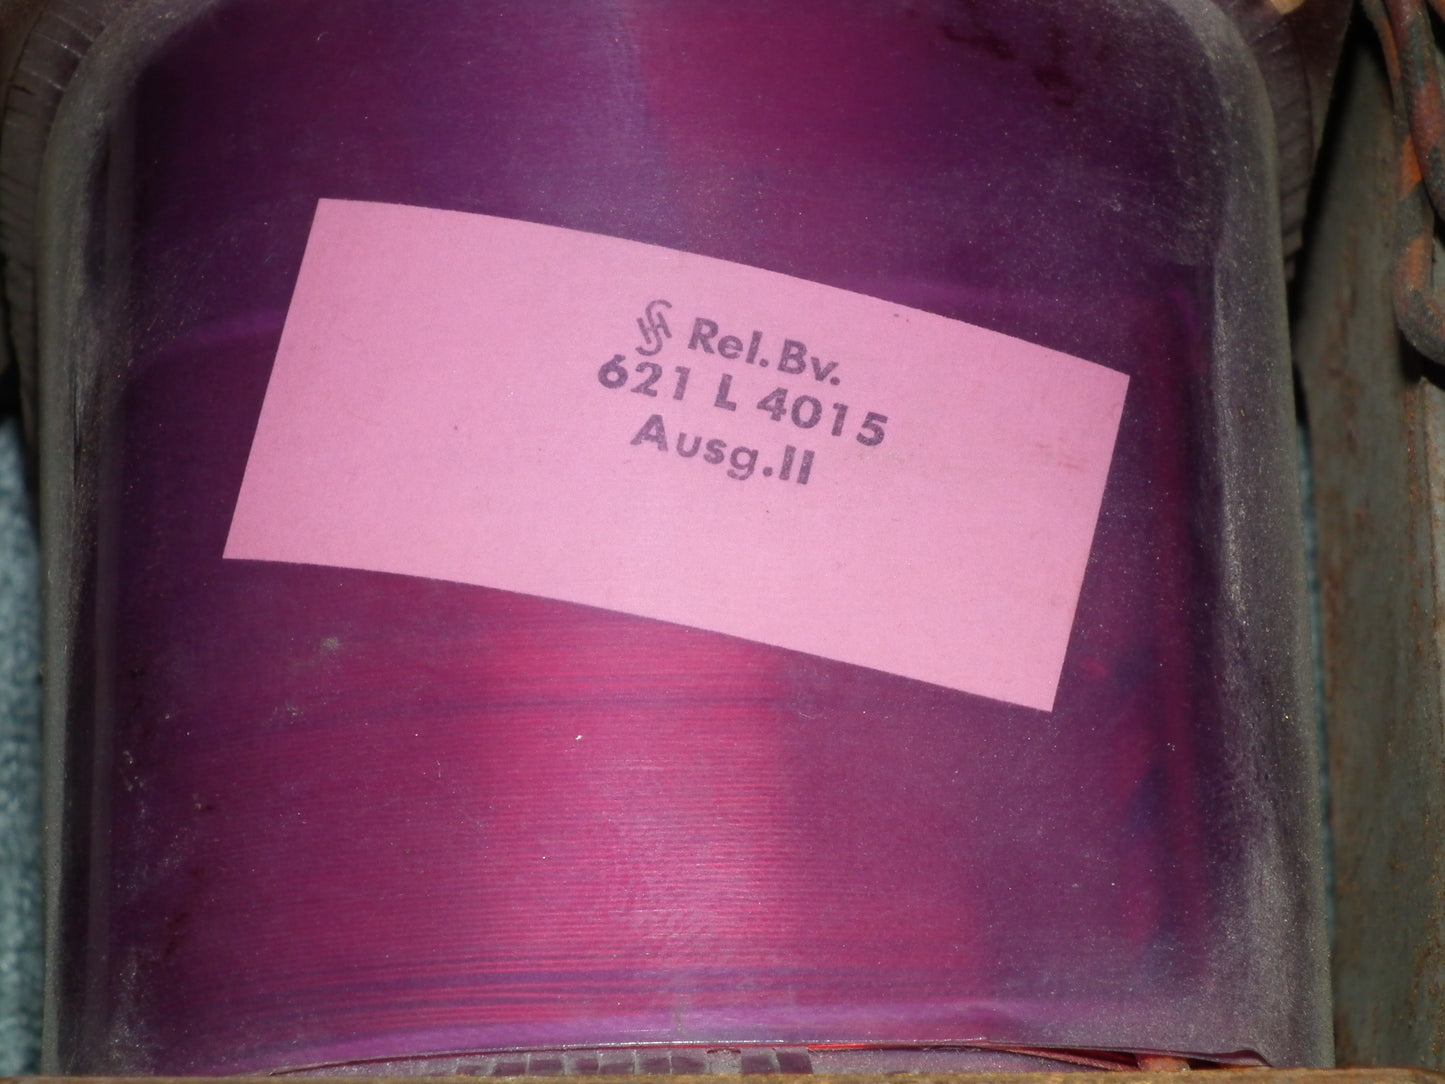 Rel.Bv.
621 L 4015
Ausg.II